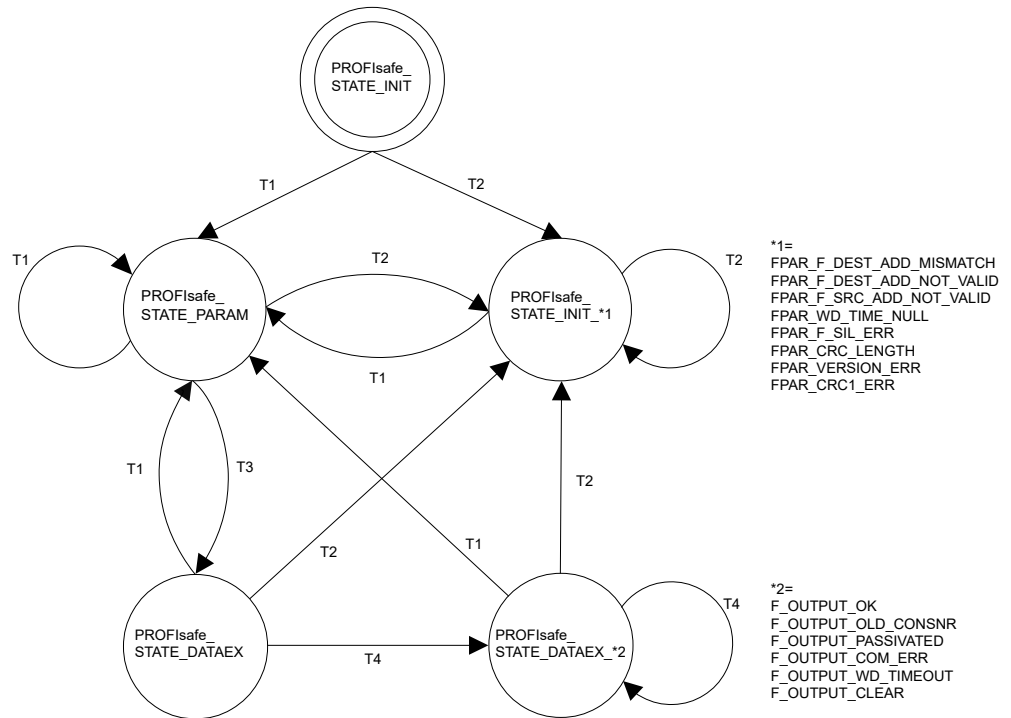 PROFIsafe_
STATE_INIT
T1
T2
T1
PROFIsafe_
STATE_PARAM
T2
T1
PROFIsafe_
STATE_INIT_*1
T2
*1=
FPAR_F_DEST_ADD_MISMATCH
FPAR_F_DEST_ADD_NOT_VALID
FPAR_F_SRC_ADD_NOT_VALID
FPAR_WD_TIME_NULL
FPAR_F_SIL_ERR
FPAR_CRC_LENGTH
FPAR_VERSION_ERR
FPAR_CRC1_ERR
T1
T3
T2
T1
T2
PROFIsafe_
STATE_DATAEX
T4
PROFIsafe_
STATE_DATAEX_*2
T4
*2=
F_OUTPUT_OK
F_OUTPUT_OLD_CONSNR
F_OUTPUT_PASSIVATED
F_OUTPUT_COM_ERR
F_OUTPUT_WD_TIMEOUT
F_OUTPUT_CLEAR